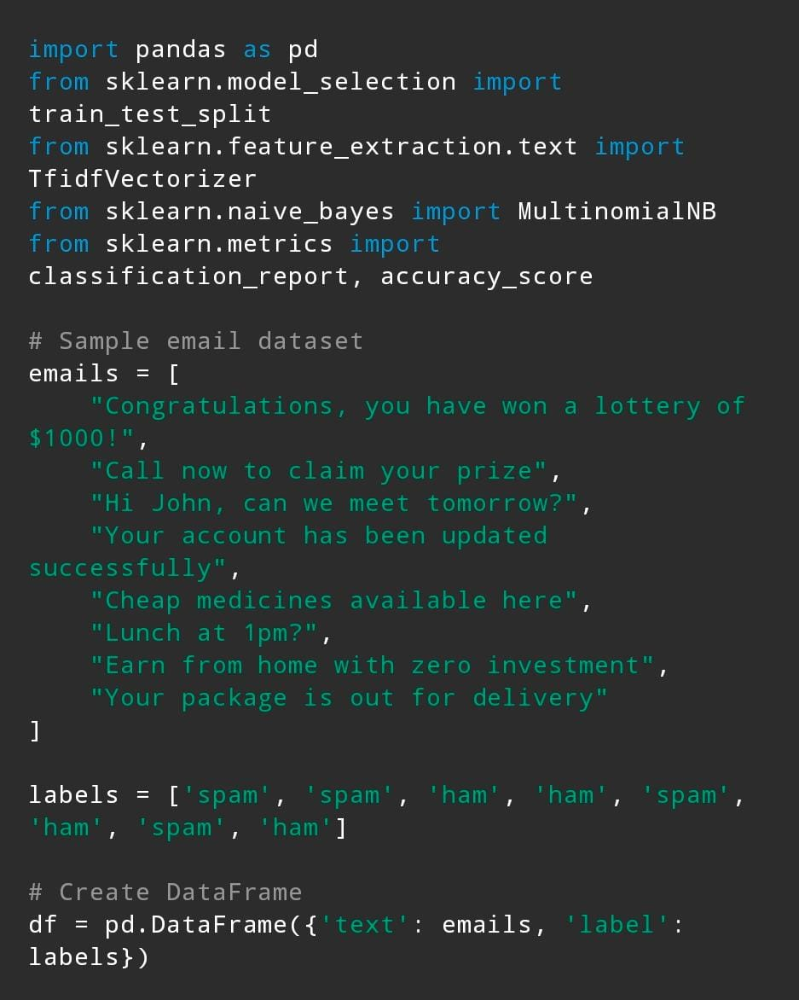 import pandas as pd
from sklearn.model_selection import
train_test_split
from sklearn.feature_extraction.text import
TfidfVectorizer
from sklearn.naive_bayes import MultinomialNB
from sklearn.metrics import
classification_report, accuracy_score

# Sample email dataset
emails = [
    "Congratulations, you have won a lottery of
$1000!",
    "Call now to claim your prize",
    "Hi John, can we meet tomorrow?",
    "Your account has been updated
successfully",
    "Cheap medicines available here",
    "Lunch at 1pm?",
    "Earn from home with zero investment",
    "Your package is out for delivery"
]

labels = ['spam', 'spam', 'ham', 'ham', 'spam',
'ham', 'spam', 'ham']

# Create DataFrame
df = pd.DataFrame({'text': emails, 'label':
labels})